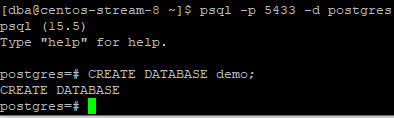 [dba@centos-stream-8 ~]$ psql -p 5433 -d postgres
psql (15.5)
Type "help" for help.

postgres=# CREATE DATABASE demo;
CREATE DATABASE
postgres=#